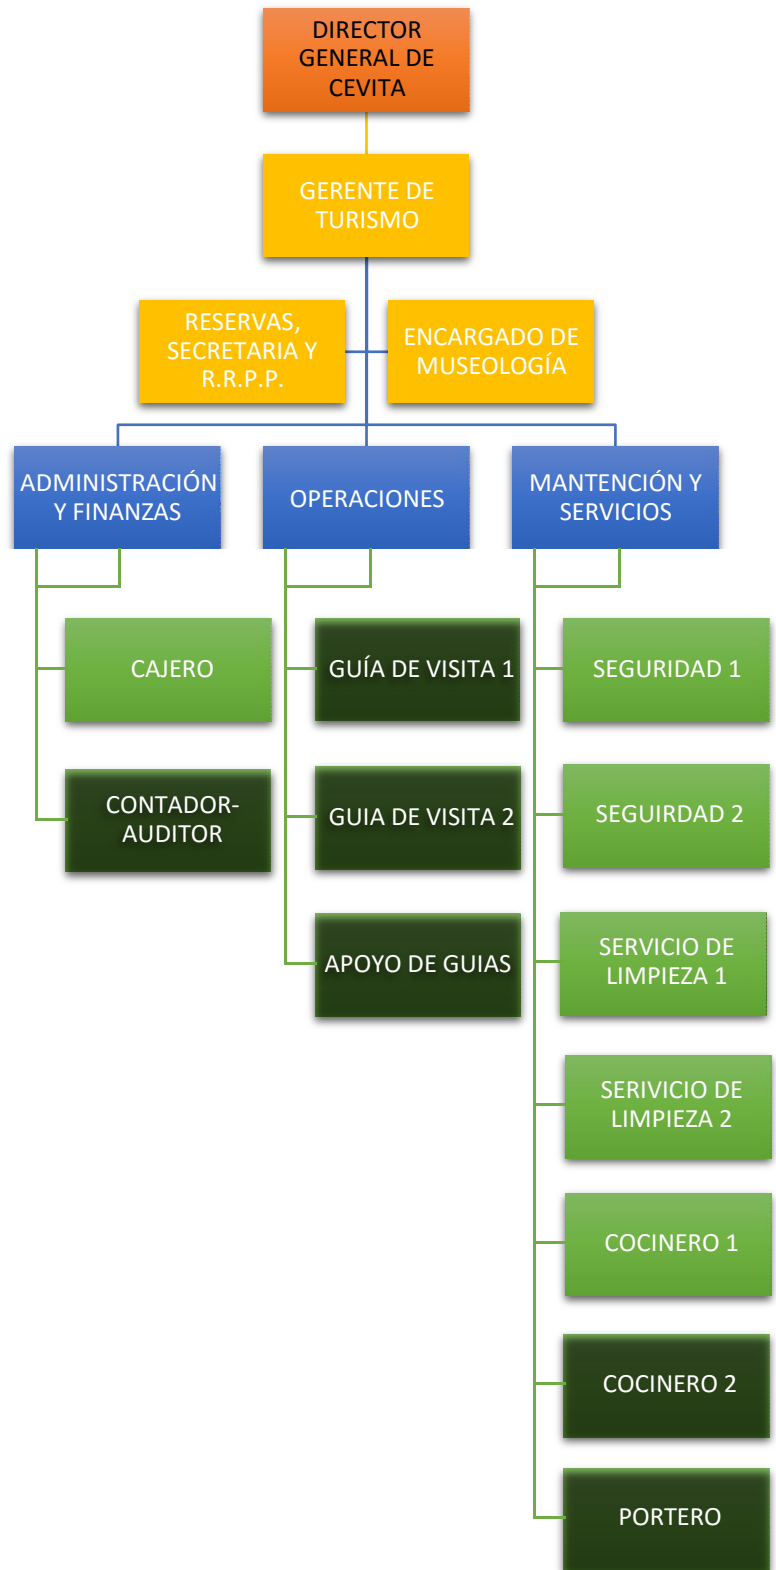 DIRECTOR
GENERAL DE
CEVITA
GERENTE DE
TURISMO
RESERVAS,
SECRETARIA Y
R.R.P.P.
ENCARGADO DE
MUSEOLOGÍA
ADMINISTRACIÓN
Y FINANZAS
OPERACIONES
MANTENCIÓN Y
SERVICIOS
CAJERO
CONTADOR-
AUDITOR
GUÍA DE VISITA 1
GUIA DE VISITA 2
APOYO DE GUIAS
SEGURIDAD 1
SEGUIRDAD 2
SERVICIO DE
LIMPIEZA 1
SERIVICIO DE
LIMPIEZA 2
COCINERO 1
COCINERO 2
PORTERO